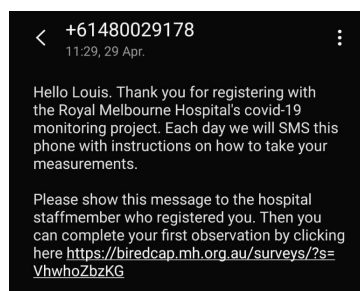 +61480029178
11:29, 29 Apr.
Hello Louis. Thank you for registering with
the Royal Melbourne Hospital's covid-19
monitoring project. Each day we will SMS this
phone with instructions on how to take your
measurements.
Please show this message to the hospital
staffmember who registered you. Then you
can complete your first observation by clicking
here https://biredcap.mh.org.au/surveys/?s=
VhwhoZbzKG